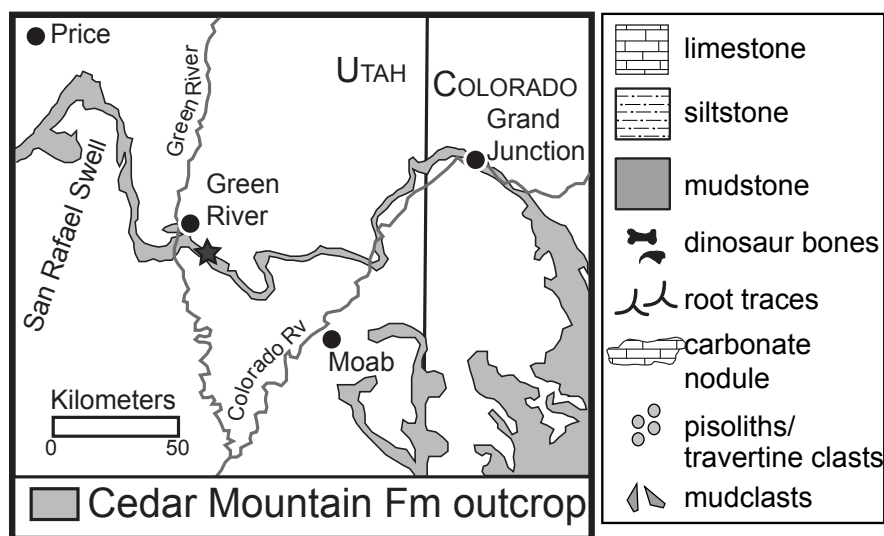 Price
Green River
UTAH
COLORADO
Grand
Junction
San Rafael Swell
Green
River
Colorado Rv
Moab
Kilometers
0 50
Cedar Mountain Fm outcrop
limestone
siltstone
mudstone
dinosaur bones
root traces
carbonate
nodule
pisoliths/
travertine clasts
mudclasts